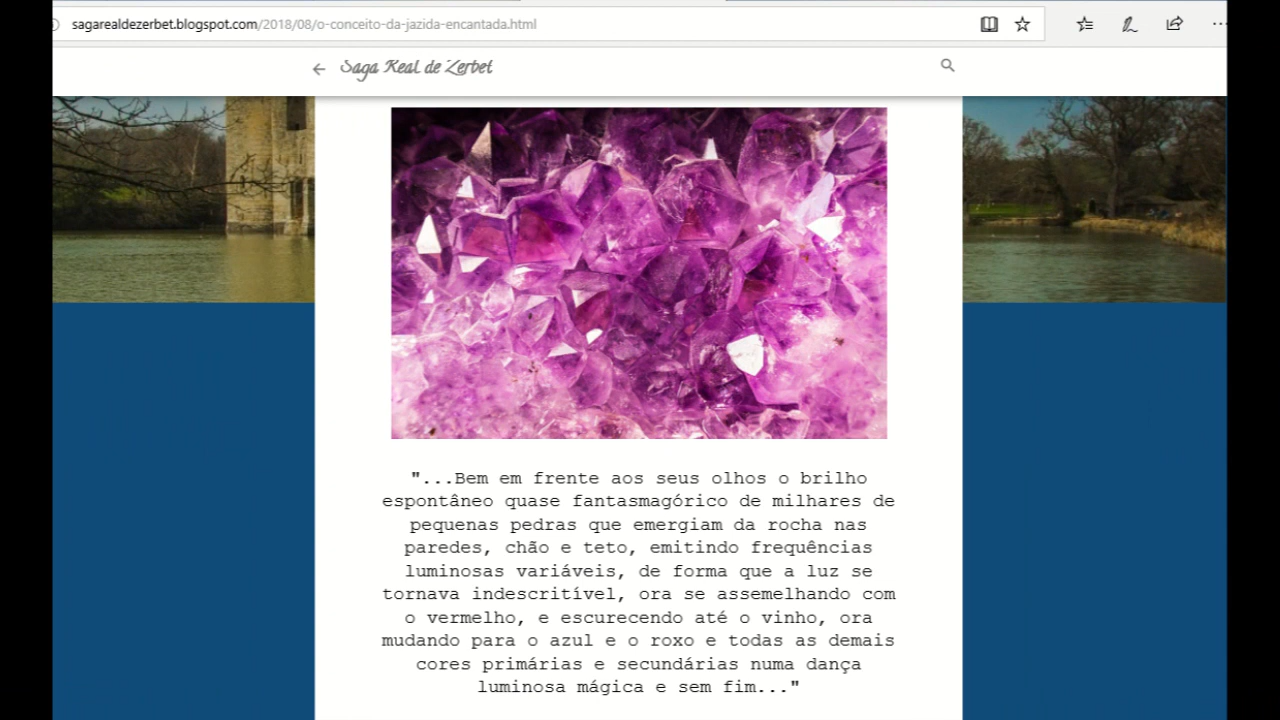 sagarealdezerbet.blogspot.com/2018/08/o-conceito-da-jazida-encantada.html
Saga Real de Zerbet
"...Bem em frente aos seus olhos o brilho
espontâneo quase fantasmagórico de milhares de
pequenas pedras que emergiam da rocha nas
paredes, chão e teto, emitindo frequências
luminosas variáveis, de forma que a luz se
tornava indescritível, ora se assemelhando com
o vermelho, e escurecendo até o vinho, ora
mudando para o azul e o roxo e todas as demais
cores primárias e secundárias numa dança
luminosa mágica e sem fim..."